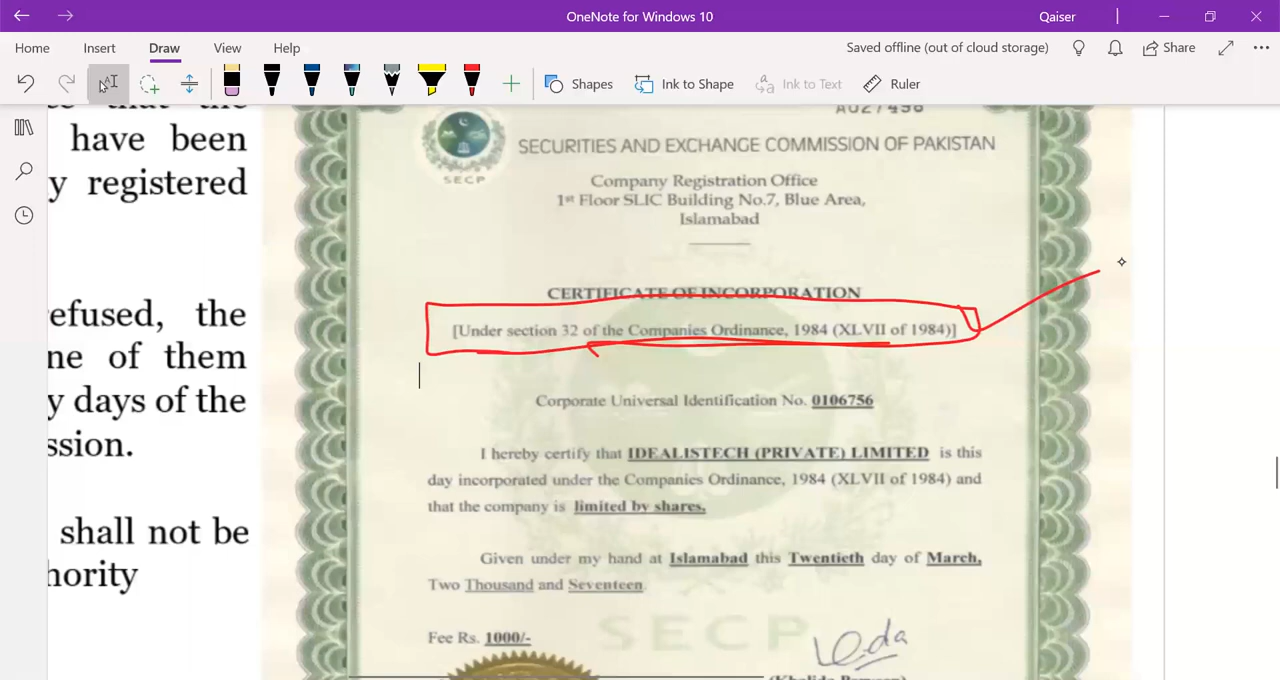 OneNote for Windows 10
Qaiser
Home Insert Draw View Help
Saved offline (out of cloud storage)
Share
Shapes
Ink to Shape
Ink to Text
Ruler
have been
y registered
efused, the
ne of them
y days of the
ssion.
shall not be
hority
SECP
SECURITIES AND EXCHANGE COMMISSION OF PAKISTAN
Company Registration Office
1st Floor SLIC Building No.7, Blue Area,
Islamabad
CERTIFICATE OF INCORPORATION
[Under section 32 of the Companies Ordinance, 1984 (XLVII of 1984)]
Corporate Universal Identification No. 0106756
I hereby certify that IDEALISTECH (PRIVATE) LIMITED is this
day incorporated under the Companies Ordinance, 1984 (XLVII of 1984) and
that the company is limited by shares.
Given under my hand at Islamabad this Twentieth day of March,
Two Thousand and Seventeen.
Fee Rs. 1000/-
SECP